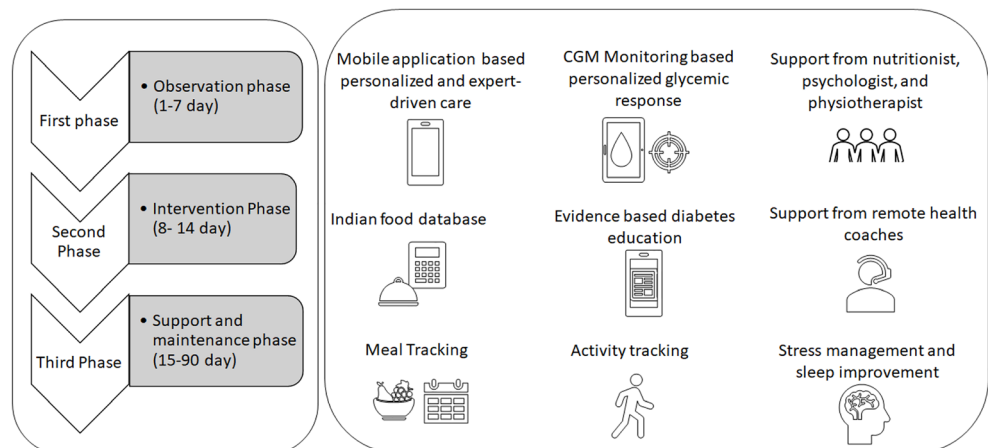 First phase
• Observation phase
(1-7 day)
Second
Phase
• Intervention Phase
(8- 14 day)
Third Phase
• Support and
maintenance phase
(15-90 day)
Mobile application based
personalized and expert-
driven care
CGM Monitoring based
personalized glycemic
response
Support from nutritionist,
psychologist, and
physiotherapist
Indian food database
Evidence based diabetes
education
Support from remote health
coaches
Meal Tracking
Activity tracking
Stress management and
sleep improvement